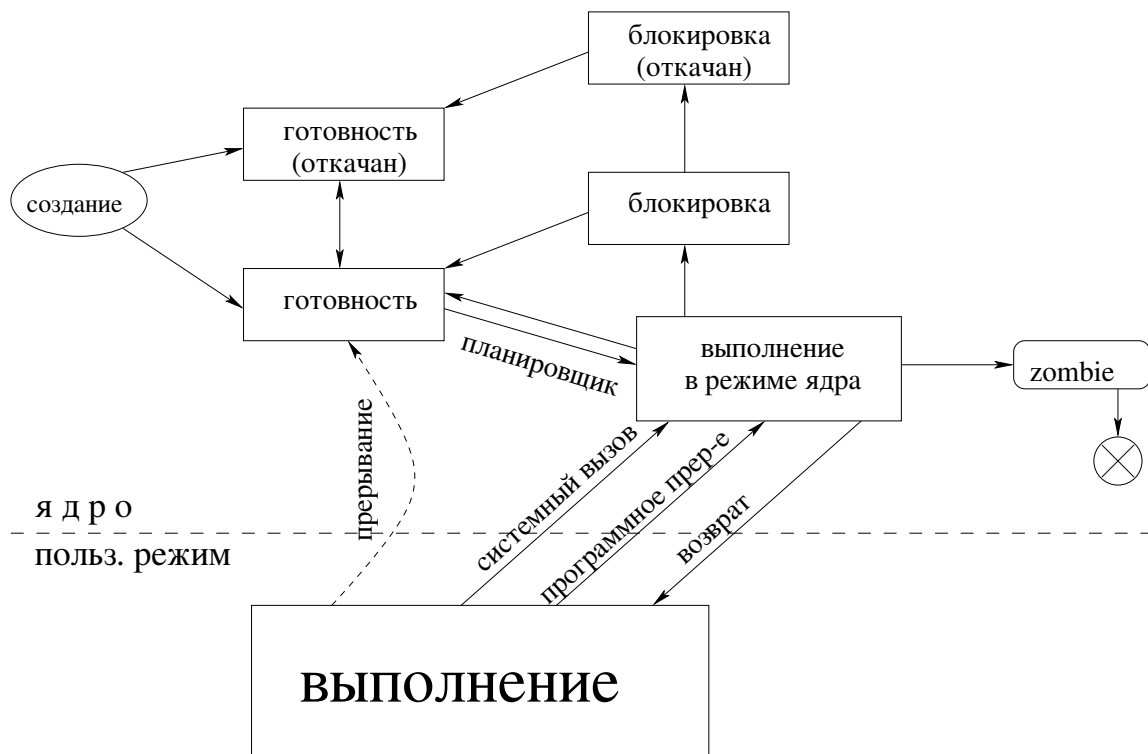 блокировка
(откачан)
готовность
(откачан)
создание
блокировка
готовность
планировщик
выполнение
в режиме ядра
zombie
прерывание
системный вызов
программное прер-е
возврат
я д р о
польз. режим
выполнение